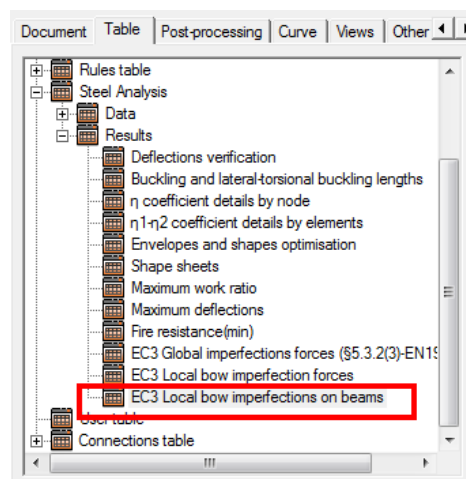 Document Table Post-processing Curve Views Other
Rules table
Steel Analysis
Data
Results
Deflections verification
Buckling and lateral-torsional buckling lengths
η coefficient details by node
η1-η2 coefficient details by elements
Envelopes and shapes optimisation
Shape sheets
Maximum work ratio
Maximum deflections
Fire resistance(min)
EC3 Global imperfections forces (§5.3.2(3)-EN19
EC3 Local bow imperfection forces
EC3 Local bow imperfections on beams
User table
Connections table